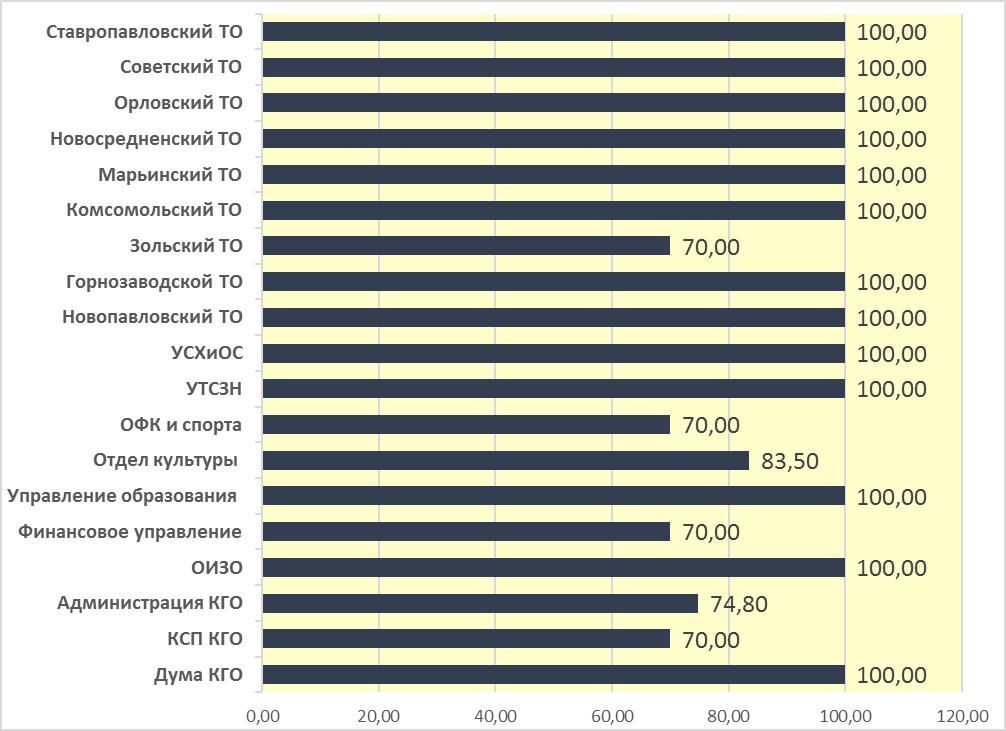 Ставропавловский ТО 100,00
Советский ТО 100,00
Орловский ТО 100,00
Новосредненский ТО 100,00
Марьинский ТО 100,00
Комсомольский ТО 100,00
Зольский ТО 70,00
Горнозаводской ТО 100,00
Новопавловский ТО 100,00
УСХиОС 100,00
УТСЗН 100,00
ОФК и спорта 70,00
Отдел культуры 83,50
Управление образования 100,00
Финансовое управление 70,00
ОИЗО 100,00
Администрация КГО 74,80
КСП КГО 70,00
Дума КГО 100,00
0,00 20,00 40,00 60,00 80,00 100,00 120,00